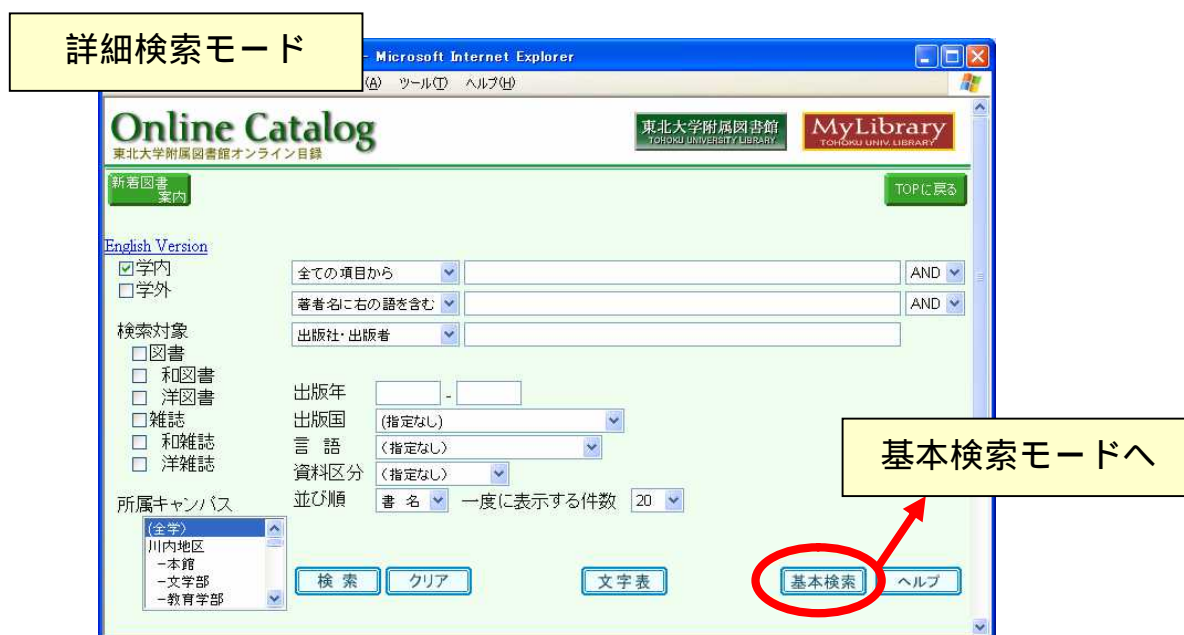 詳細検索モード
- Microsoft Internet Explorer
(A) ツール(T) ヘルプ(H)
Online Catalog
東北大学附属図書館オンライン目録
東北大学附属図書館
TOHOKU UNIVERSITY LIBRARY
MyLibrary
TOHOKU UNIV. LIBRARY
新着図書
案内
TOPに戻る
English Version
学内
学外
全ての項目から
AND
著者名に右の語を含む
AND
出版社・出版者
検索対象
図書
和図書
洋図書
雑誌
和雑誌
洋雑誌
出版年 -
出版国 (指定なし)
言 語 (指定なし)
資料区分 (指定なし)
並び順 書 名 一度に表示する件数 20
基本検索モードへ
所属キャンパス
(全学)
川内地区
-本館
-文学部
-教育学部
検 索 クリア 文字表 基本検索 ヘルプ